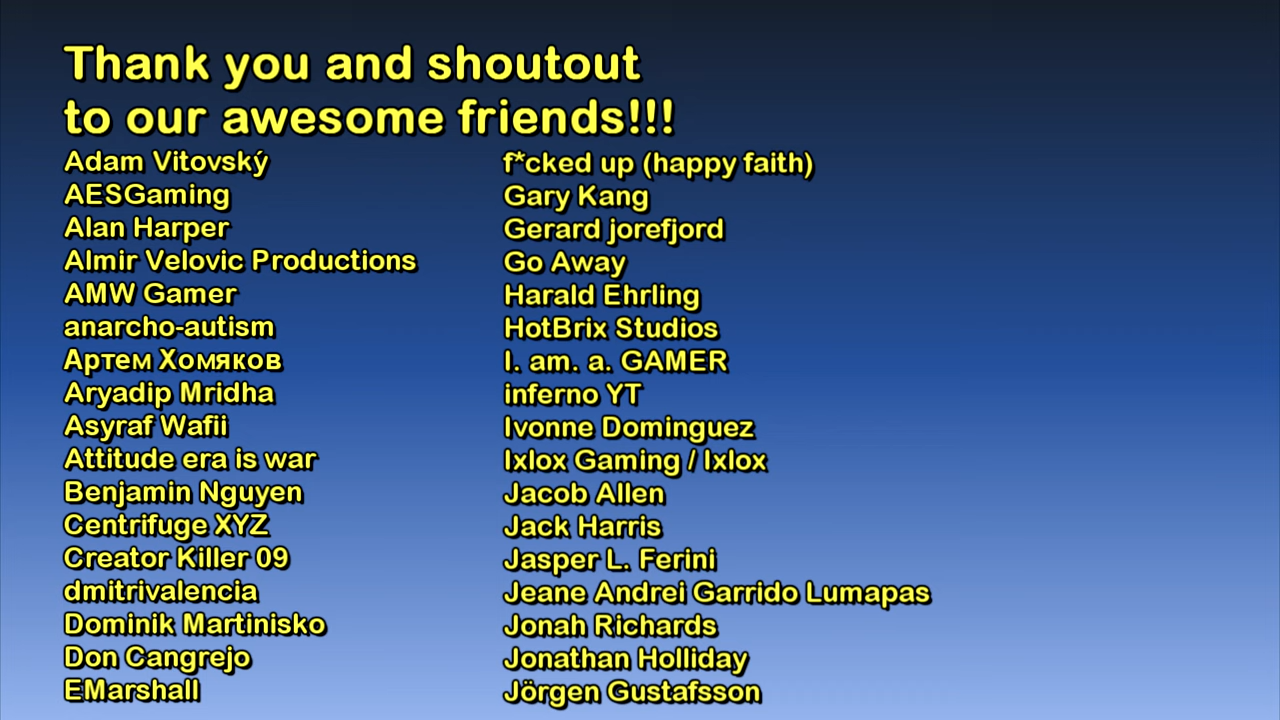 Thank you and shoutout
to our awesome friends!!!
Adam Vitovský
AESGaming
Alan Harper
Almir Velovic Productions
AMW Gamer
anarcho-autism
Артем Хомяков
Aryadip Mridha
Asyraf Wafii
Attitude era is war
Benjamin Nguyen
Centrifuge XYZ
Creator Killer 09
dmitrivalencia
Dominik Martinisko
Don Cangrejo
EMarshall
f*cked up (happy faith)
Gary Kang
Gerard jorefjord
Go Away
Harald Ehrling
HotBrix Studios
I. am. a. GAMER
inferno YT
Ivonne Dominguez
Ixlox Gaming / Ixlox
Jacob Allen
Jack Harris
Jasper L. Ferini
Jeane Andrei Garrido Lumapas
Jonah Richards
Jonathan Holliday
Jörgen Gustafsson